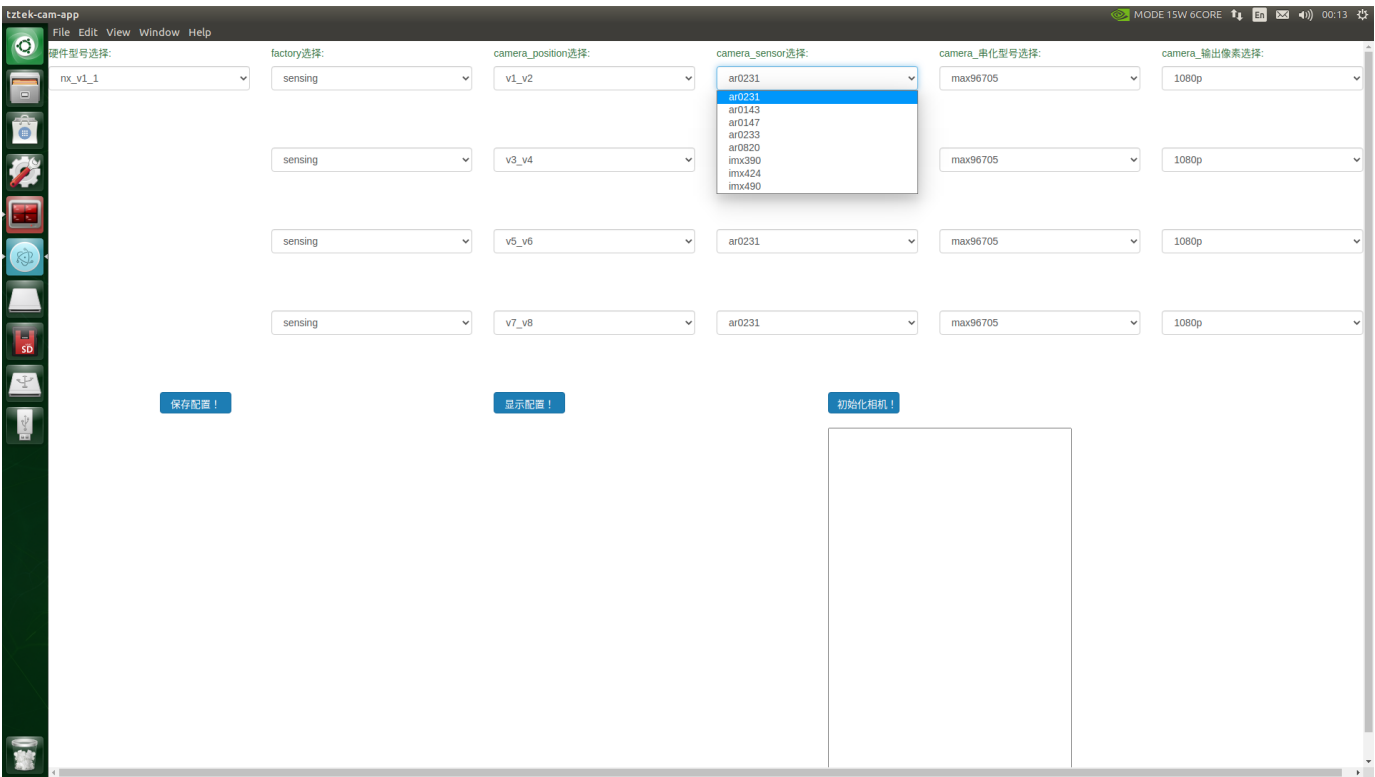 tztek-cam-app
MODE 15W 6CORE En 00:13
File Edit View Window Help
硬件型号选择: factory选择: camera_position选择: camera_sensor选择: camera_串化型号选择: camera_输出像素选择:
nx_v1_1 sensing v1_v2 ar0231 max96705 1080p
ar0231
ar0143
ar0147
ar0233
ar0820
imx390
imx424
imx490
sensing v3_v4 max96705 1080p
sensing v5_v6 ar0231 max96705 1080p
sensing v7_v8 ar0231 max96705 1080p
SD
保存配置！ 显示配置！ 初始化相机！